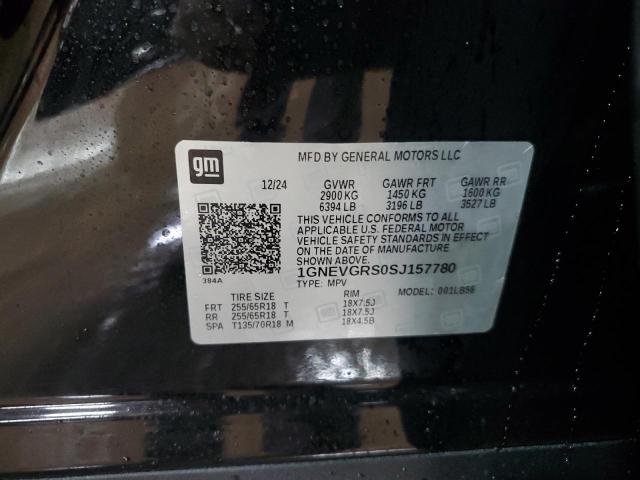 gm
MFD BY GENERAL MOTORS LLC
12/24 GVWR GAWR FRT GAWR RR
2900 KG 1450 KG 1600 KG
6394 LB 3196 LB 3527 LB
THIS VEHICLE CONFORMS TO ALL
APPLICABLE U.S. FEDERAL MOTOR
VEHICLE SAFETY STANDARDS IN EFFECT
ON THE DATE OF MANUFACTURE
SHOWN ABOVE.
384A
1GNEVGRS0SJ157780
TYPE: MPV MODEL: 001LB56
TIRE SIZE RIM
FRT 255/65R18 T 18X7.5J
RR 255/65R18 T 18X7.5J
SPA T135/70R18 M 18X4.5B